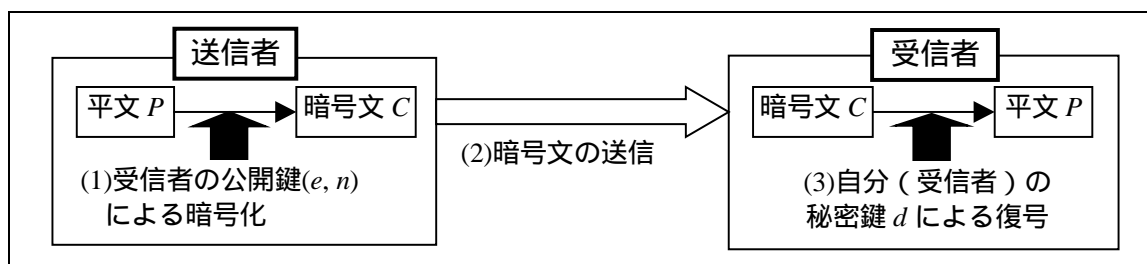 送信者
平文 P
暗号文 C
(1)受信者の公開鍵(e, n)
による暗号化
(2)暗号文の送信
受信者
暗号文 C
平文 P
(3)自分（受信者）の
秘密鍵 d による復号